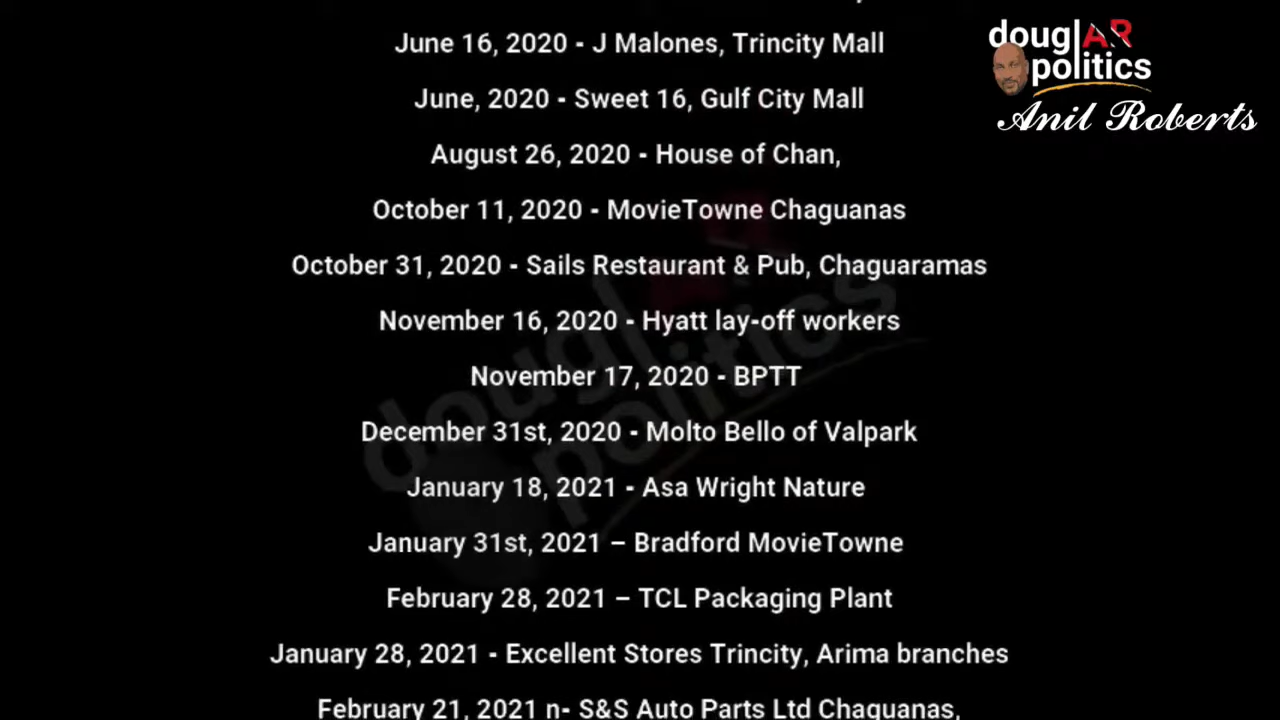 June 16, 2020 - J Malones, Trincity Mall
June, 2020 - Sweet 16, Gulf City Mall
August 26, 2020 - House of Chan,
October 11, 2020 - MovieTowne Chaguanas
October 31, 2020 - Sails Restaurant & Pub, Chaguaramas
November 16, 2020 - Hyatt lay-off workers
November 17, 2020 - BPTT
December 31st, 2020 - Molto Bello of Valpark
January 18, 2021 - Asa Wright Nature
January 31st, 2021 – Bradford MovieTowne
February 28, 2021 – TCL Packaging Plant
January 28, 2021 - Excellent Stores Trincity, Arima branches
February 21, 2021 n- S&S Auto Parts Ltd Chaguanas,
douglAR
politics
Anil Roberts
douglAR
politics